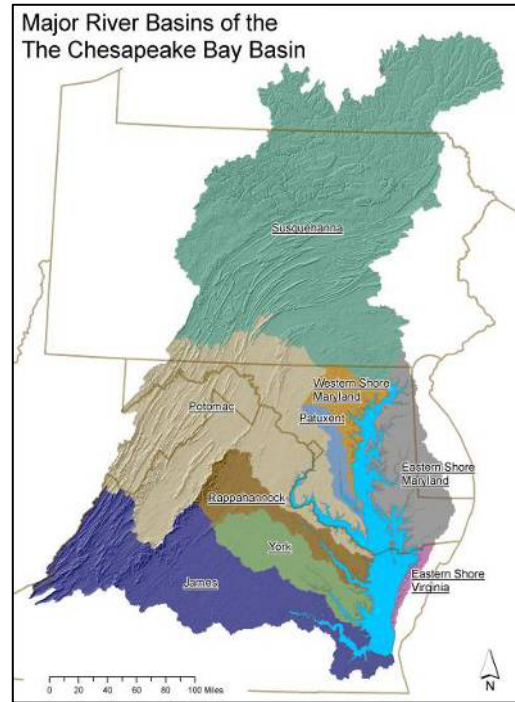 Major River Basins of the
The Chesapeake Bay Basin
Susquehanna
Western Shore
Maryland
Potomac
Patuxent
Eastern Shore
Maryland
Rappahannock
York
Eastern Shore
Virginia
James
0 20 40 60 80 100 Miles
N